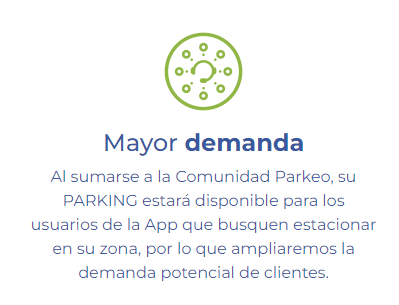 Mayor demanda
Al sumarse a la Comunidad Parkeo, su
PARKING estará disponible para los
usuarios de la App que busquen estacionar
en su zona, por lo que ampliaremos la
demanda potencial de clientes.